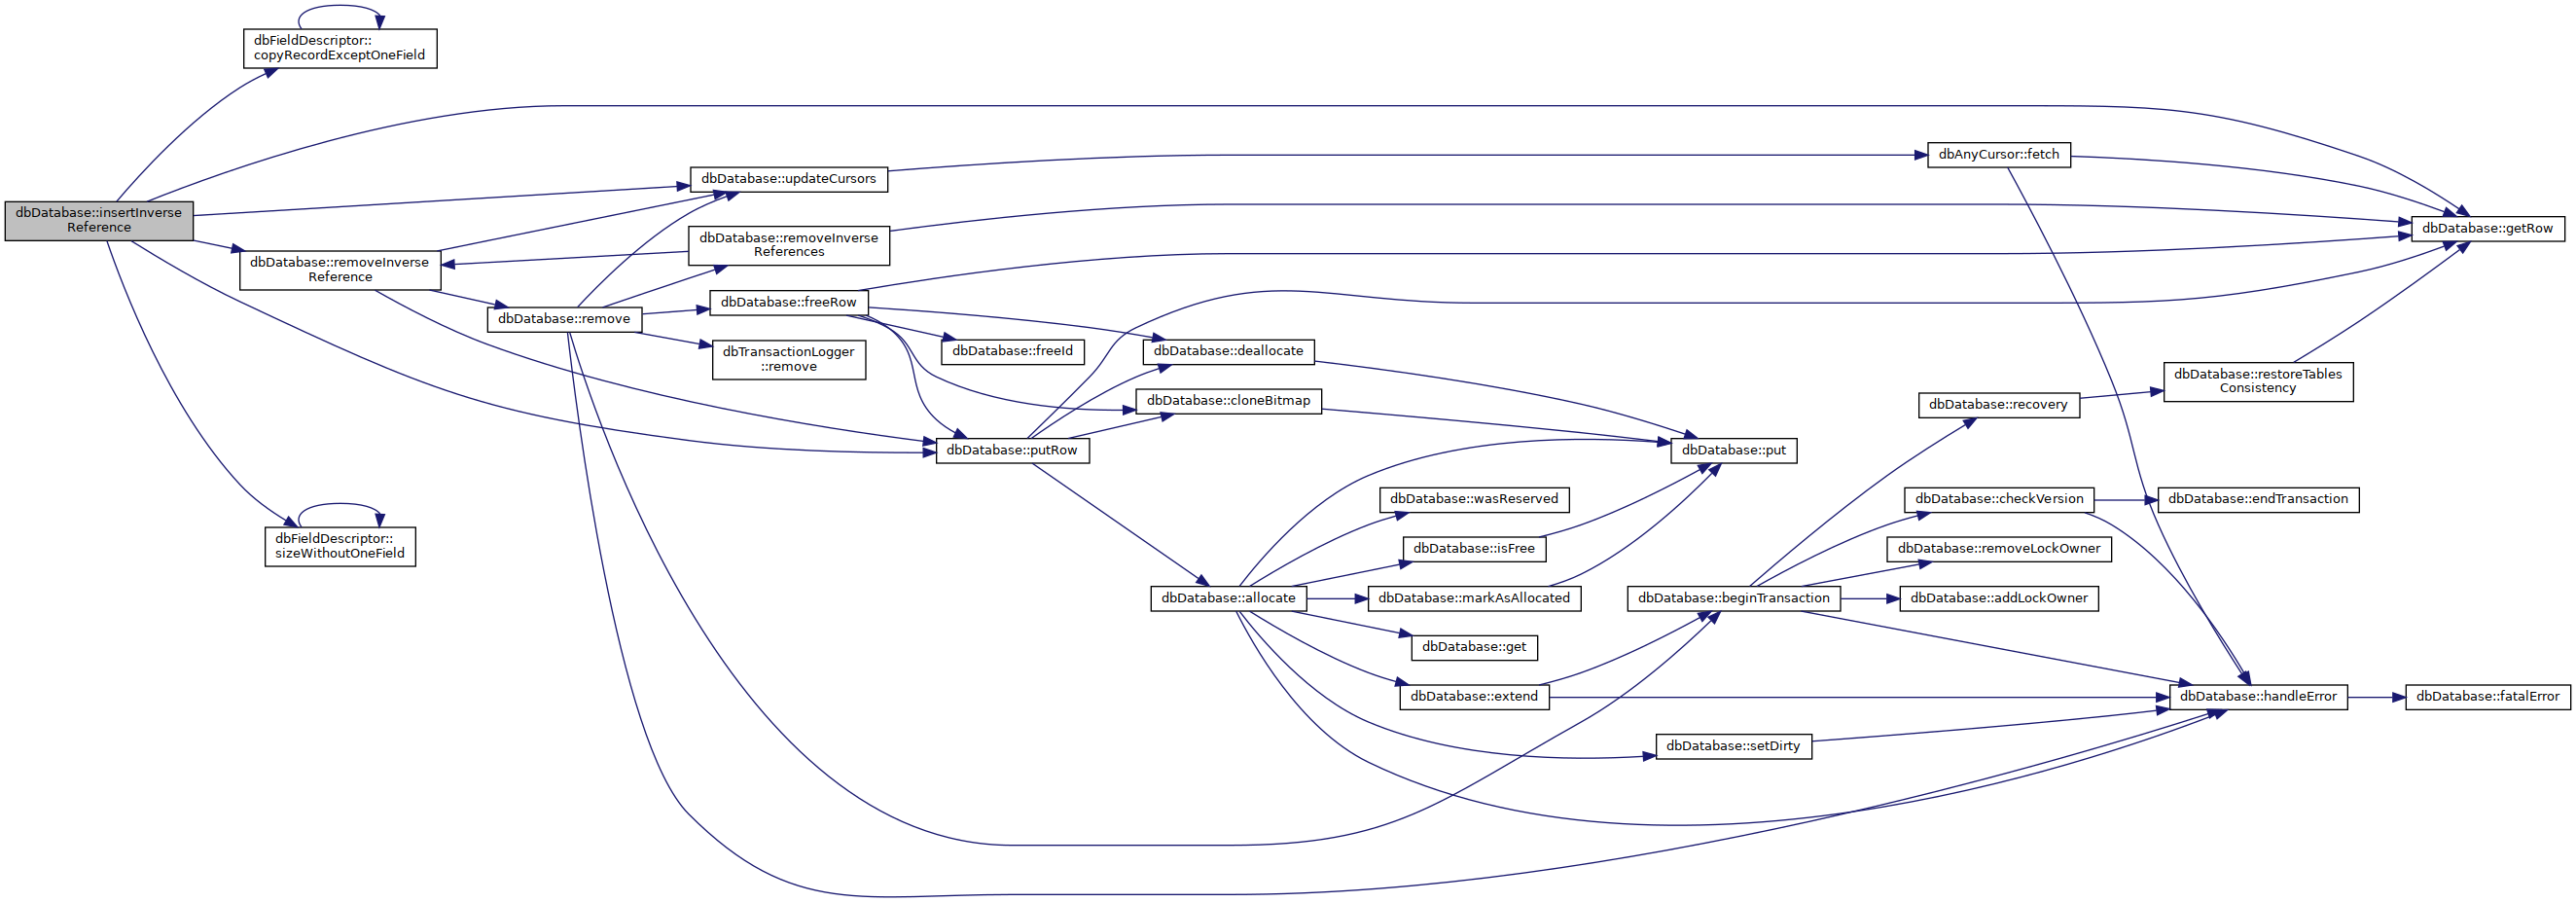 dbFieldDescriptor::
copyRecordExceptOneField
dbDatabase::insertInverse
Reference
dbDatabase::removeInverse
Reference
dbFieldDescriptor::
sizeWithoutOneField
dbDatabase::remove
dbDatabase::updateCursors
dbDatabase::removeInverse
References
dbDatabase::freeRow
dbTransactionLogger
::remove
dbDatabase::freeId
dbDatabase::putRow
dbDatabase::deallocate
dbDatabase::cloneBitmap
dbDatabase::allocate
dbDatabase::wasReserved
dbDatabase::isFree
dbDatabase::markAsAllocated
dbDatabase::get
dbDatabase::extend
dbDatabase::put
dbDatabase::beginTransaction
dbDatabase::setDirty
dbAnyCursor::fetch
dbDatabase::recovery
dbDatabase::checkVersion
dbDatabase::removeLockOwner
dbDatabase::addLockOwner
dbDatabase::restoreTables
Consistency
dbDatabase::endTransaction
dbDatabase::handleError
dbDatabase::getRow
dbDatabase::fatalError